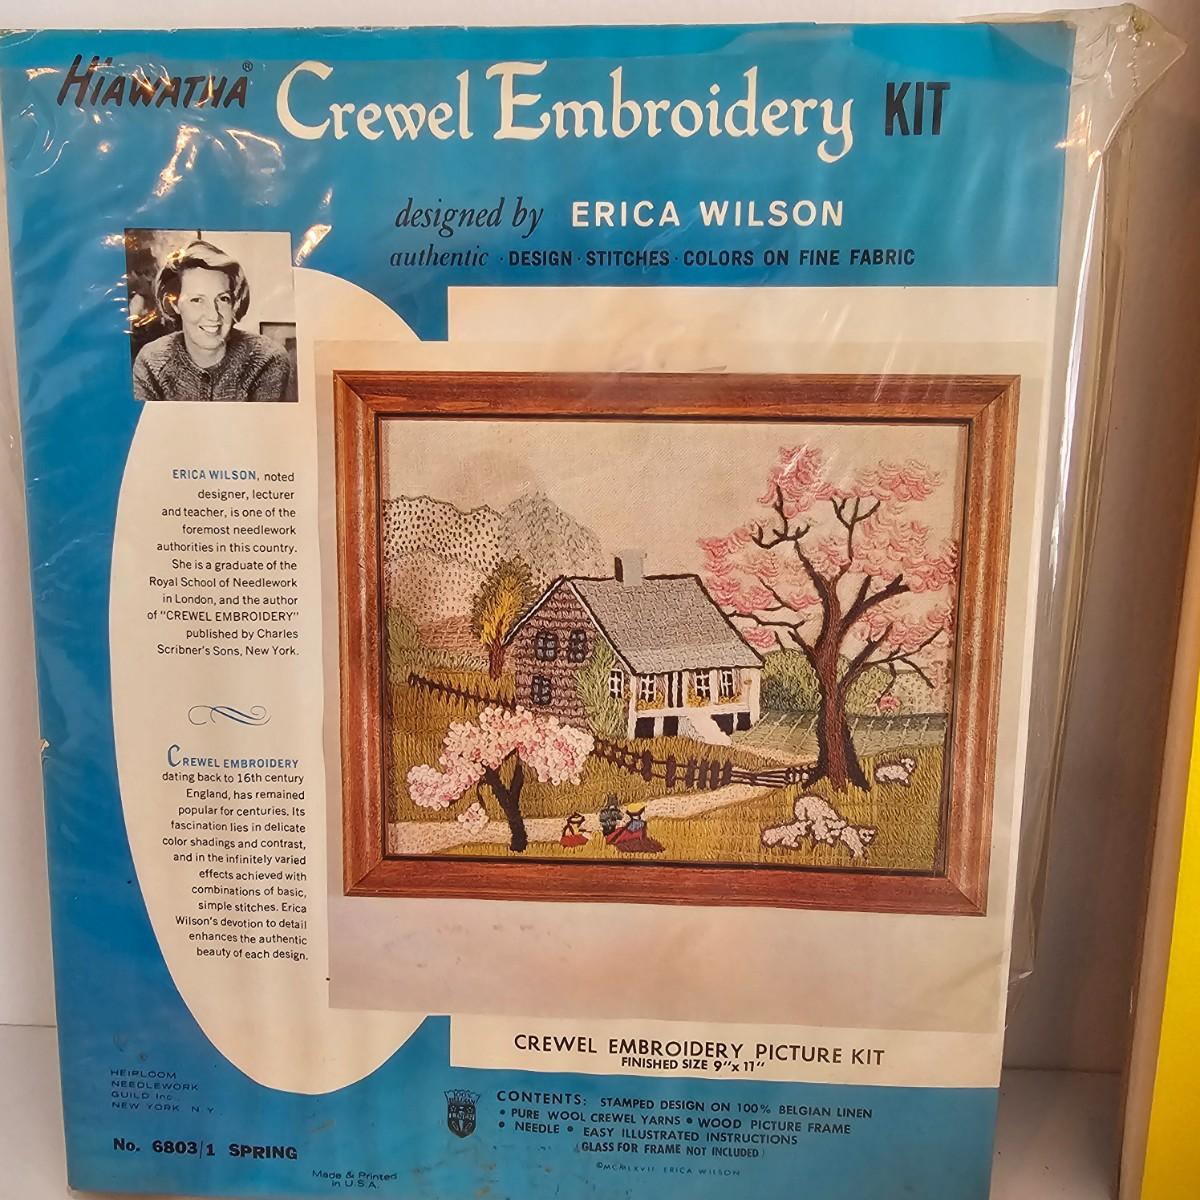 HIAWATHA® Crewel Embroidery KIT
designed by ERICA WILSON
authentic · DESIGN · STITCHES · COLORS ON FINE FABRIC
ERICA WILSON, noted
designer, lecturer
and teacher, is one of the
foremost needlework
authorities in this country.
She is a graduate of the
Royal School of Needlework
in London, and the author
of "CREWEL EMBROIDERY"
published by Charles
Scribner's Sons, New York.
CREWEL EMBROIDERY
dating back to 16th century
England, has remained
popular for centuries. Its
fascination lies in delicate
color shadings and contrast,
and in the infinitely varied
effects achieved with
combinations of basic,
simple stitches. Erica
Wilson's devotion to detail
enhances the authentic
beauty of each design.
CREWEL EMBROIDERY PICTURE KIT
FINISHED SIZE 9"x 11"
HEIRLOOM
NEEDLEWORK
GUILD Inc.
NEW YORK N.Y.
No. 6803/1 SPRING
Made & Printed
in U.S.A.
CONTENTS: STAMPED DESIGN ON 100% BELGIAN LINEN
• PURE WOOL CREWEL YARNS • WOOD PICTURE FRAME
• NEEDLE • EASY ILLUSTRATED INSTRUCTIONS
(GLASS FOR FRAME NOT INCLUDED)
©MCMLXVII ERICA WILSON